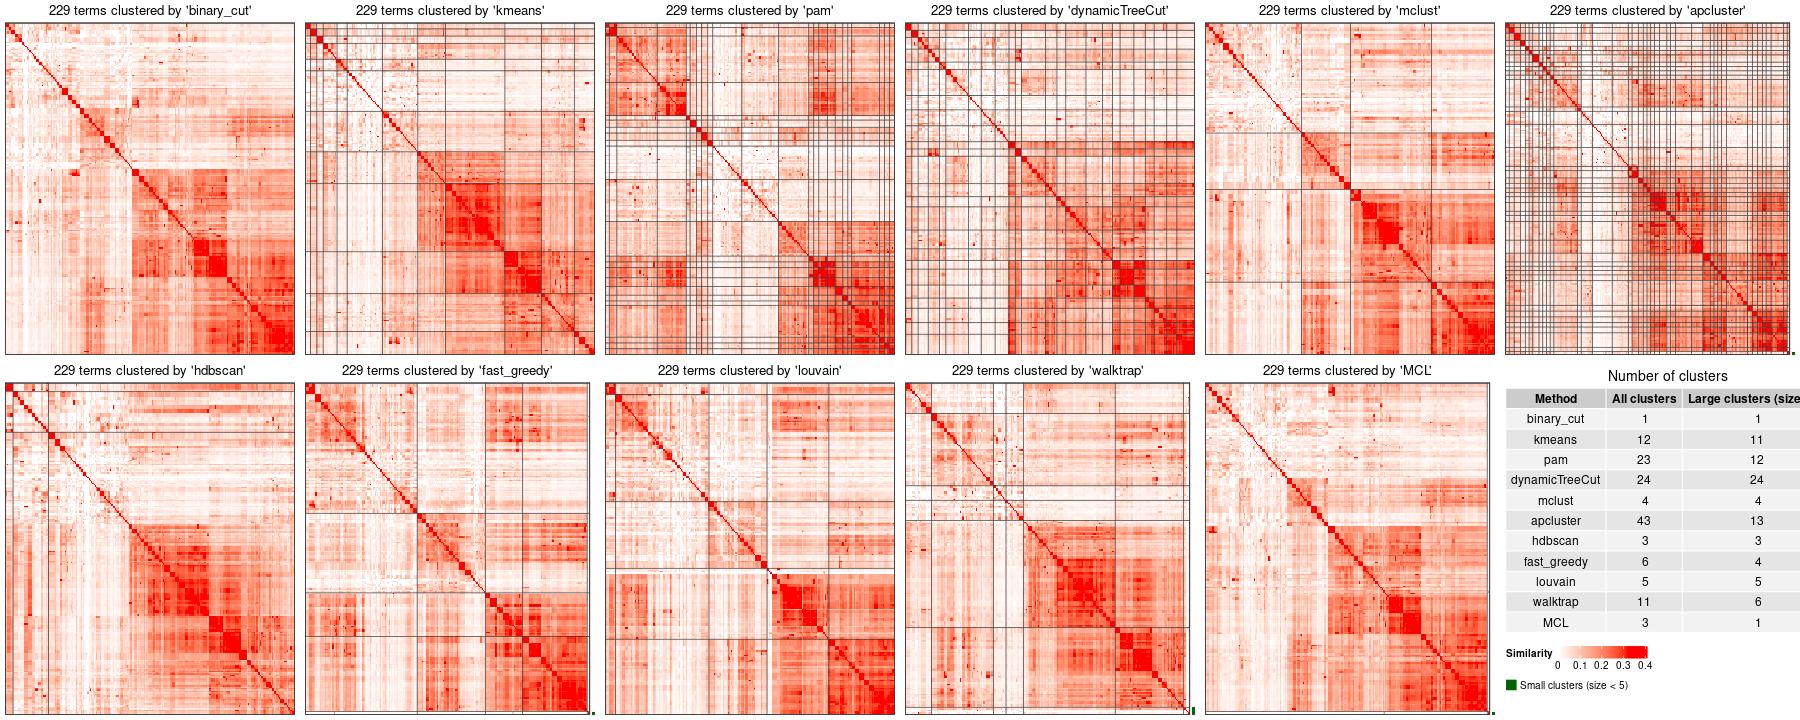 229 terms clustered by 'binary_cut'
229 terms clustered by 'kmeans'
229 terms clustered by 'pam'
229 terms clustered by 'dynamicTreeCut'
229 terms clustered by 'mclust'
229 terms clustered by 'apcluster'
229 terms clustered by 'hdbscan'
229 terms clustered by 'fast_greedy'
229 terms clustered by 'louvain'
229 terms clustered by 'walktrap'
229 terms clustered by 'MCL'
Number of clusters
Method All clusters Large clusters (size
binary_cut 1 1
kmeans 12 11
pam 23 12
dynamicTreeCut 24 24
mclust 4 4
apcluster 43 13
hdbscan 3 3
fast_greedy 6 4
louvain 5 5
walktrap 11 6
MCL 3 1
Similarity
0 0.1 0.2 0.3 0.4
Small clusters (size < 5)